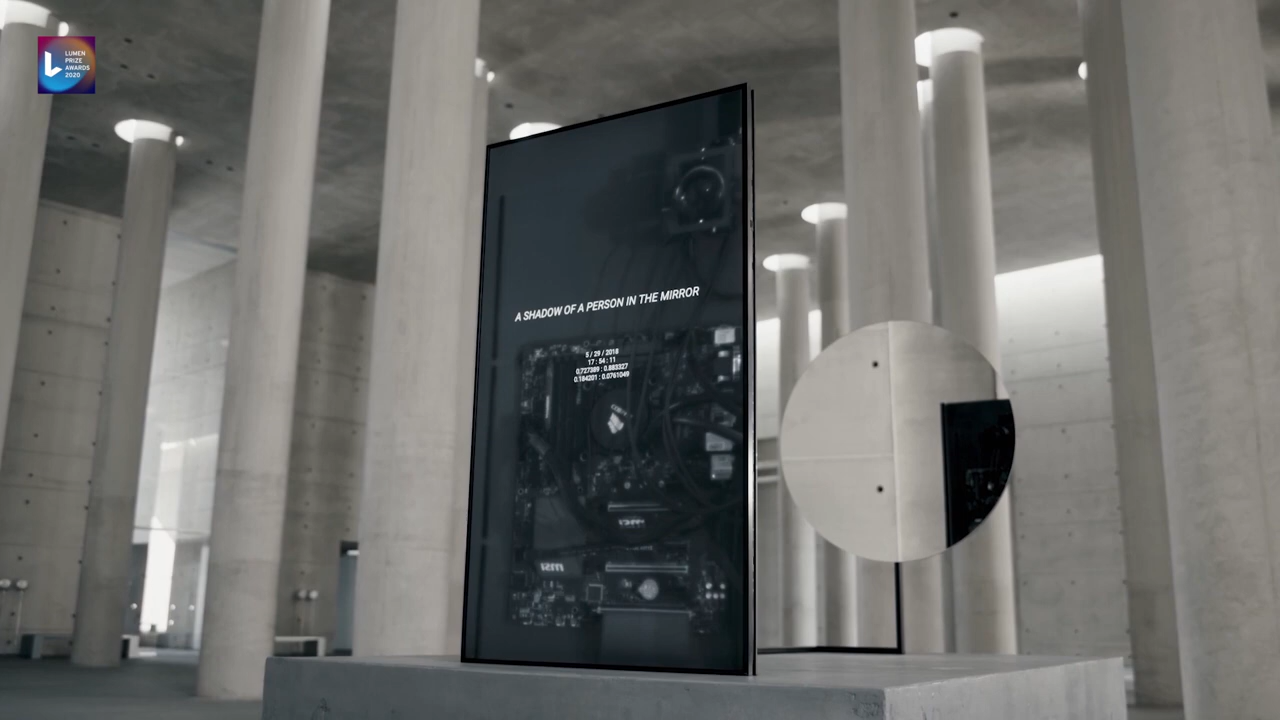 LUMEN
PRIZE
AWARDS
2020
A SHADOW OF A PERSON IN THE MIRROR
5 / 29 / 2018
17 : 54 : 11
0.727389 : 0.883327
0.184201 : 0.0761049
msi